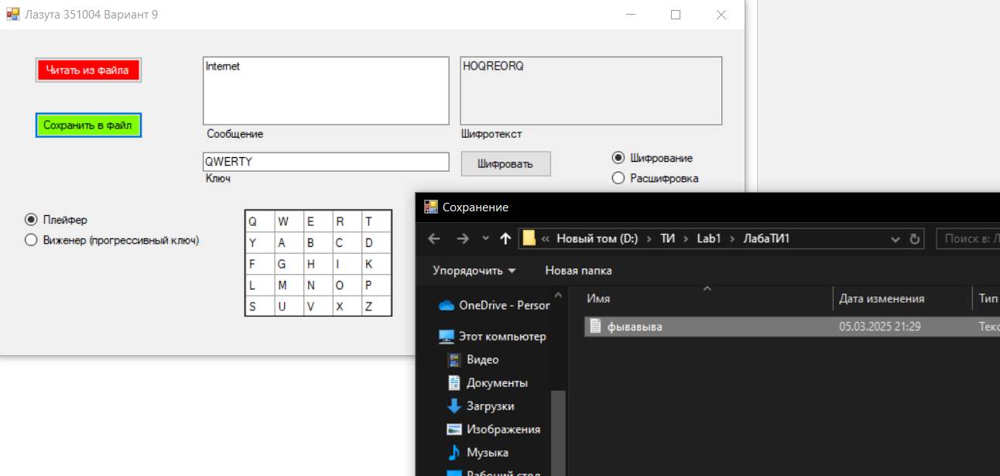 Лазута 351004 Вариант 9
Читать из файла
Сохранить в файл
Internet
Сообщение
HOQREORQ
Шифротекст
QWERTY
Ключ
Шифровать
Шифрование
Расшифровка
Плейфер
Виженер (прогрессивный ключ)
Q W E R T
Y A B C D
F G H I K
L M N O P
S U V X Z
Сохранение
« Новый том (D:) › ТИ › Lab1 › ЛабаТИ1
Поиск в: Л
Упорядочить
Новая папка
Имя
Дата изменения
Тип
фывавыва
05.03.2025 21:29
Текс
OneDrive - Person
Этот компьютер
Видео
Документы
Загрузки
Изображения
Музыка
Рабочий стол